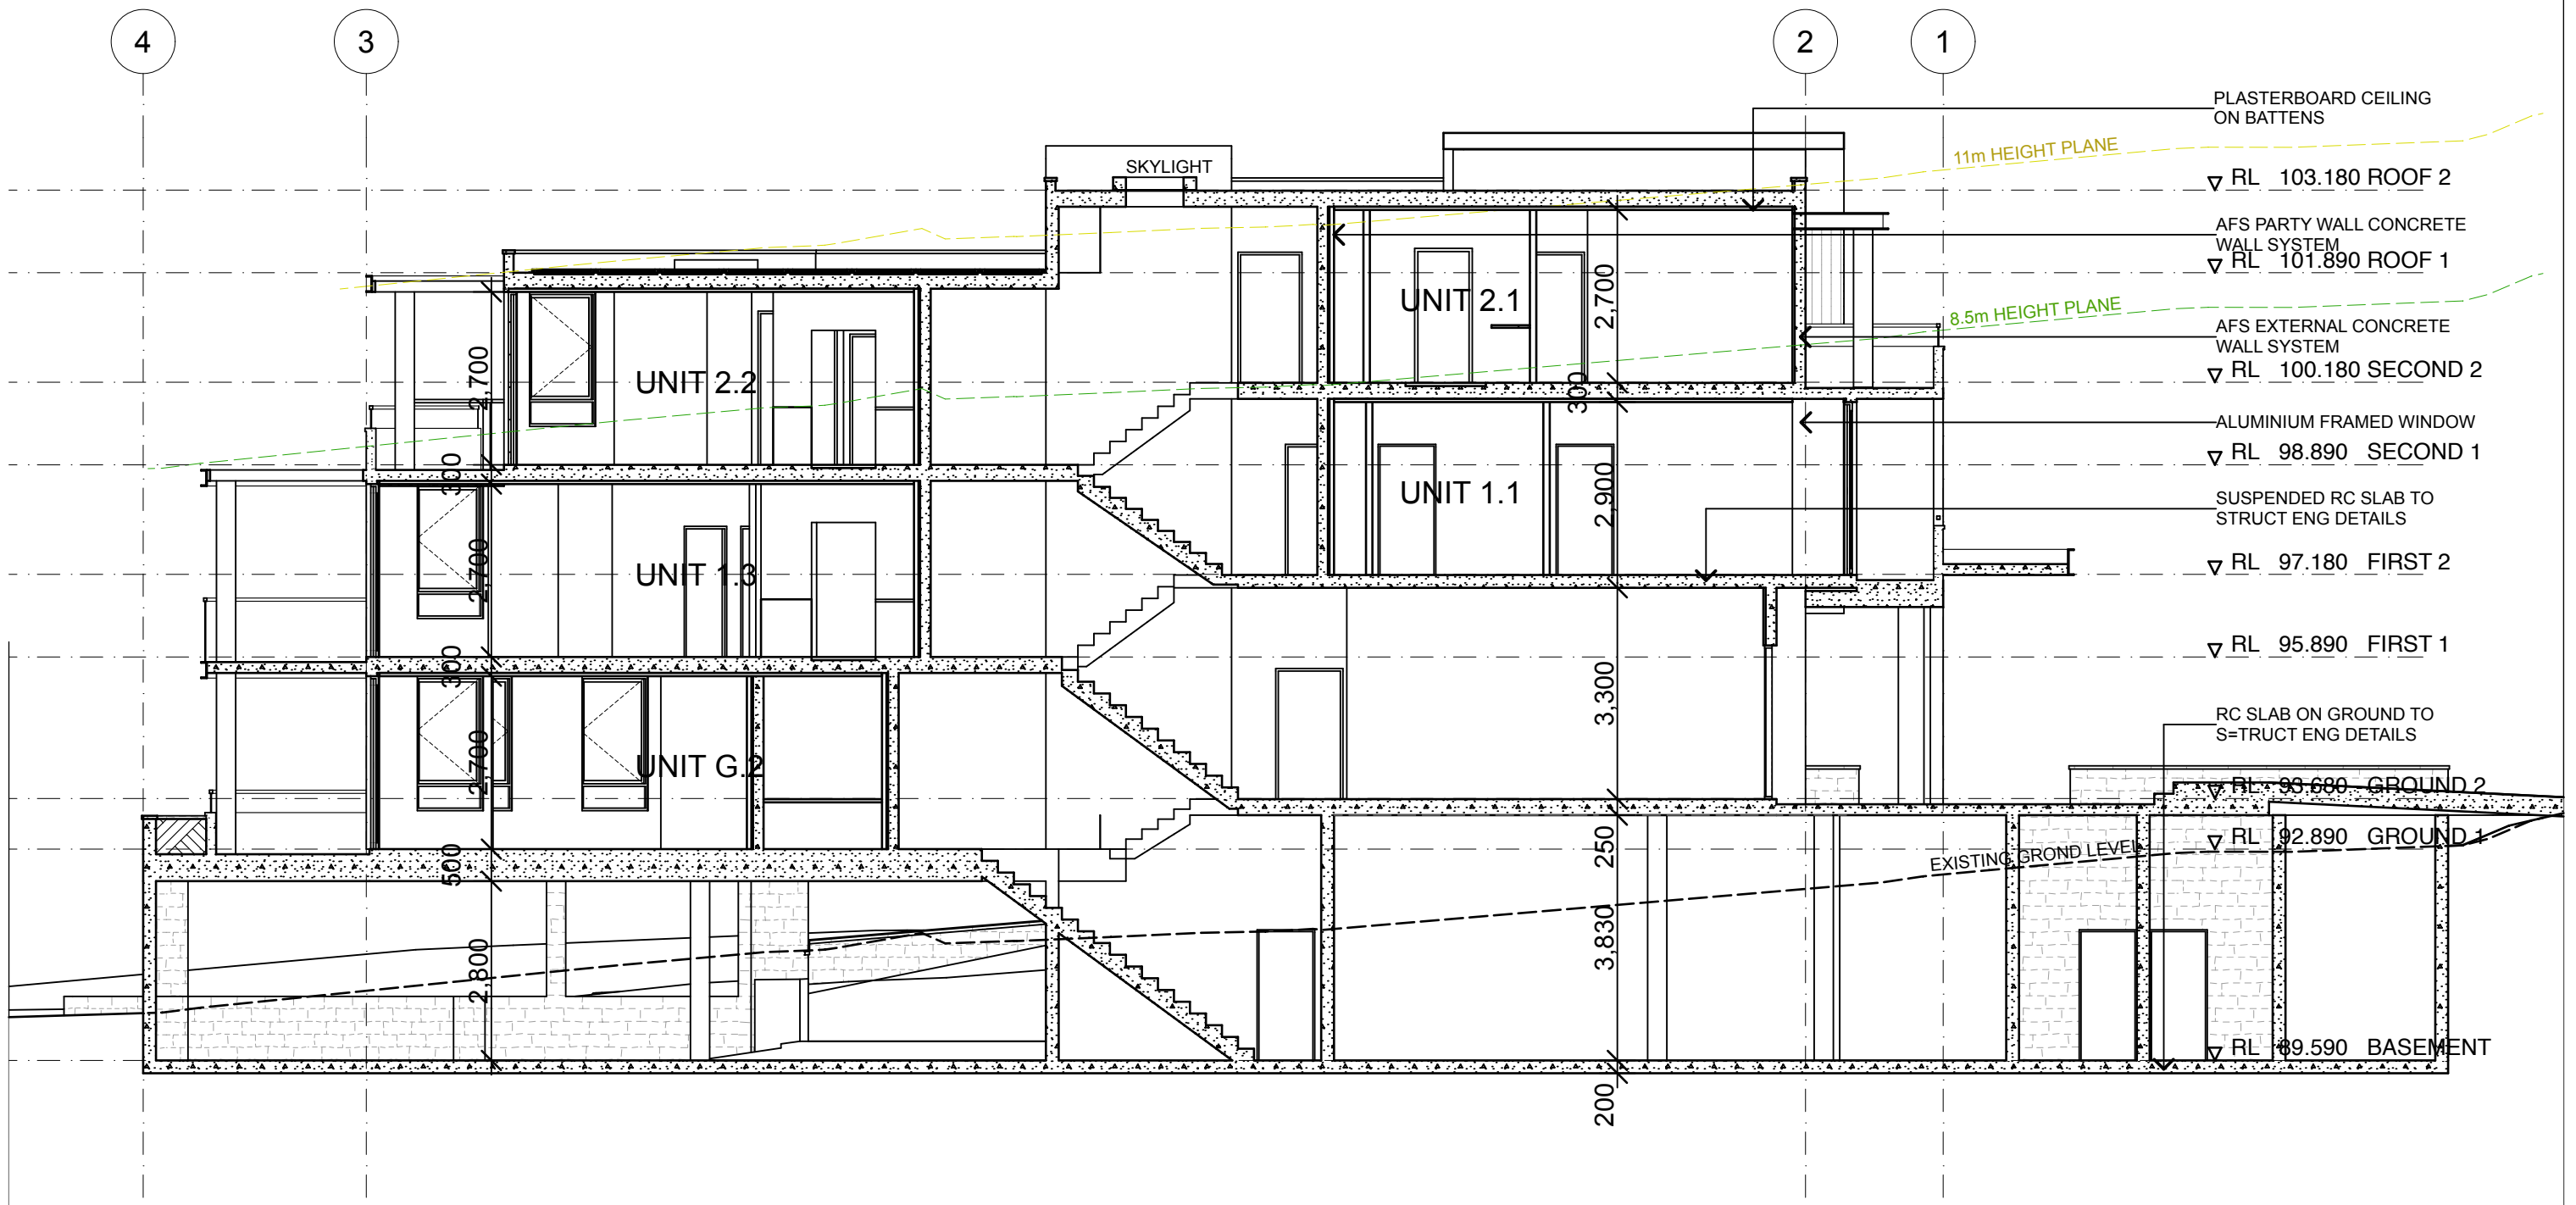 4
3
2
1
PLASTERBOARD CEILING
ON BATTENS
11m HEIGHT PLANE
SKYLIGHT
RL 103.180 ROOF 2
AFS PARTY WALL CONCRETE
WALL SYSTEM
RL 101.890 ROOF 1
UNIT 2.1
2,700
8.5m HEIGHT PLANE
AFS EXTERNAL CONCRETE
WALL SYSTEM
RL 100.180 SECOND 2
2,700
UNIT 2.2
300
ALUMINIUM FRAMED WINDOW
RL 98.890 SECOND 1
300
UNIT 1.1
2,900
SUSPENDED RC SLAB TO
STRUCT ENG DETAILS
RL 97.180 FIRST 2
2,700
UNIT 1.3
RL 95.890 FIRST 1
300
3,300
RC SLAB ON GROUND TO
S=TRUCT ENG DETAILS
2,700
UNIT G.2
RL 93.680 GROUND 2
RL 92.890 GROUND 1
500
250
EXISTING GROND LEVEL
2,800
3,830
RL 89.590 BASEMENT
200